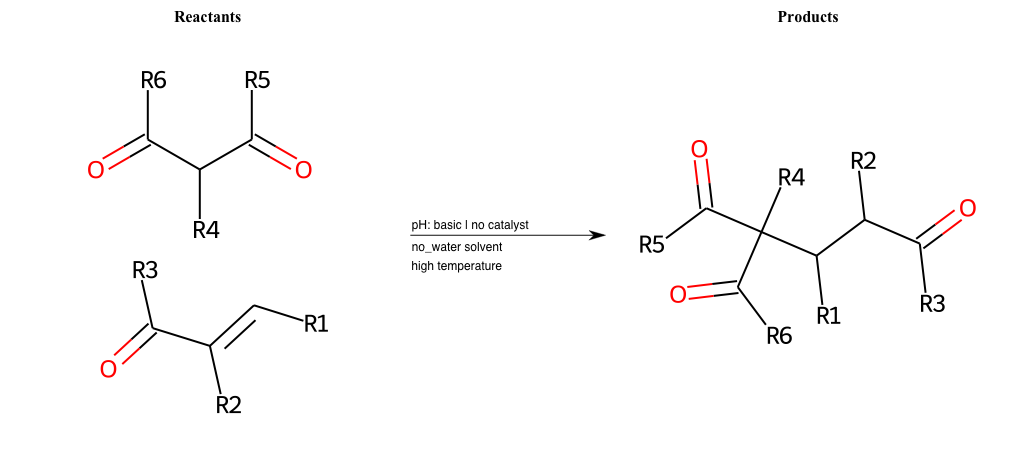 Reactants
Products
R6
R5
O
O
R4
R3
O
R1
R2
pH: basic | no catalyst
no_water solvent
high temperature
O
R4
R2
O
R5
O
R1
R3
R6